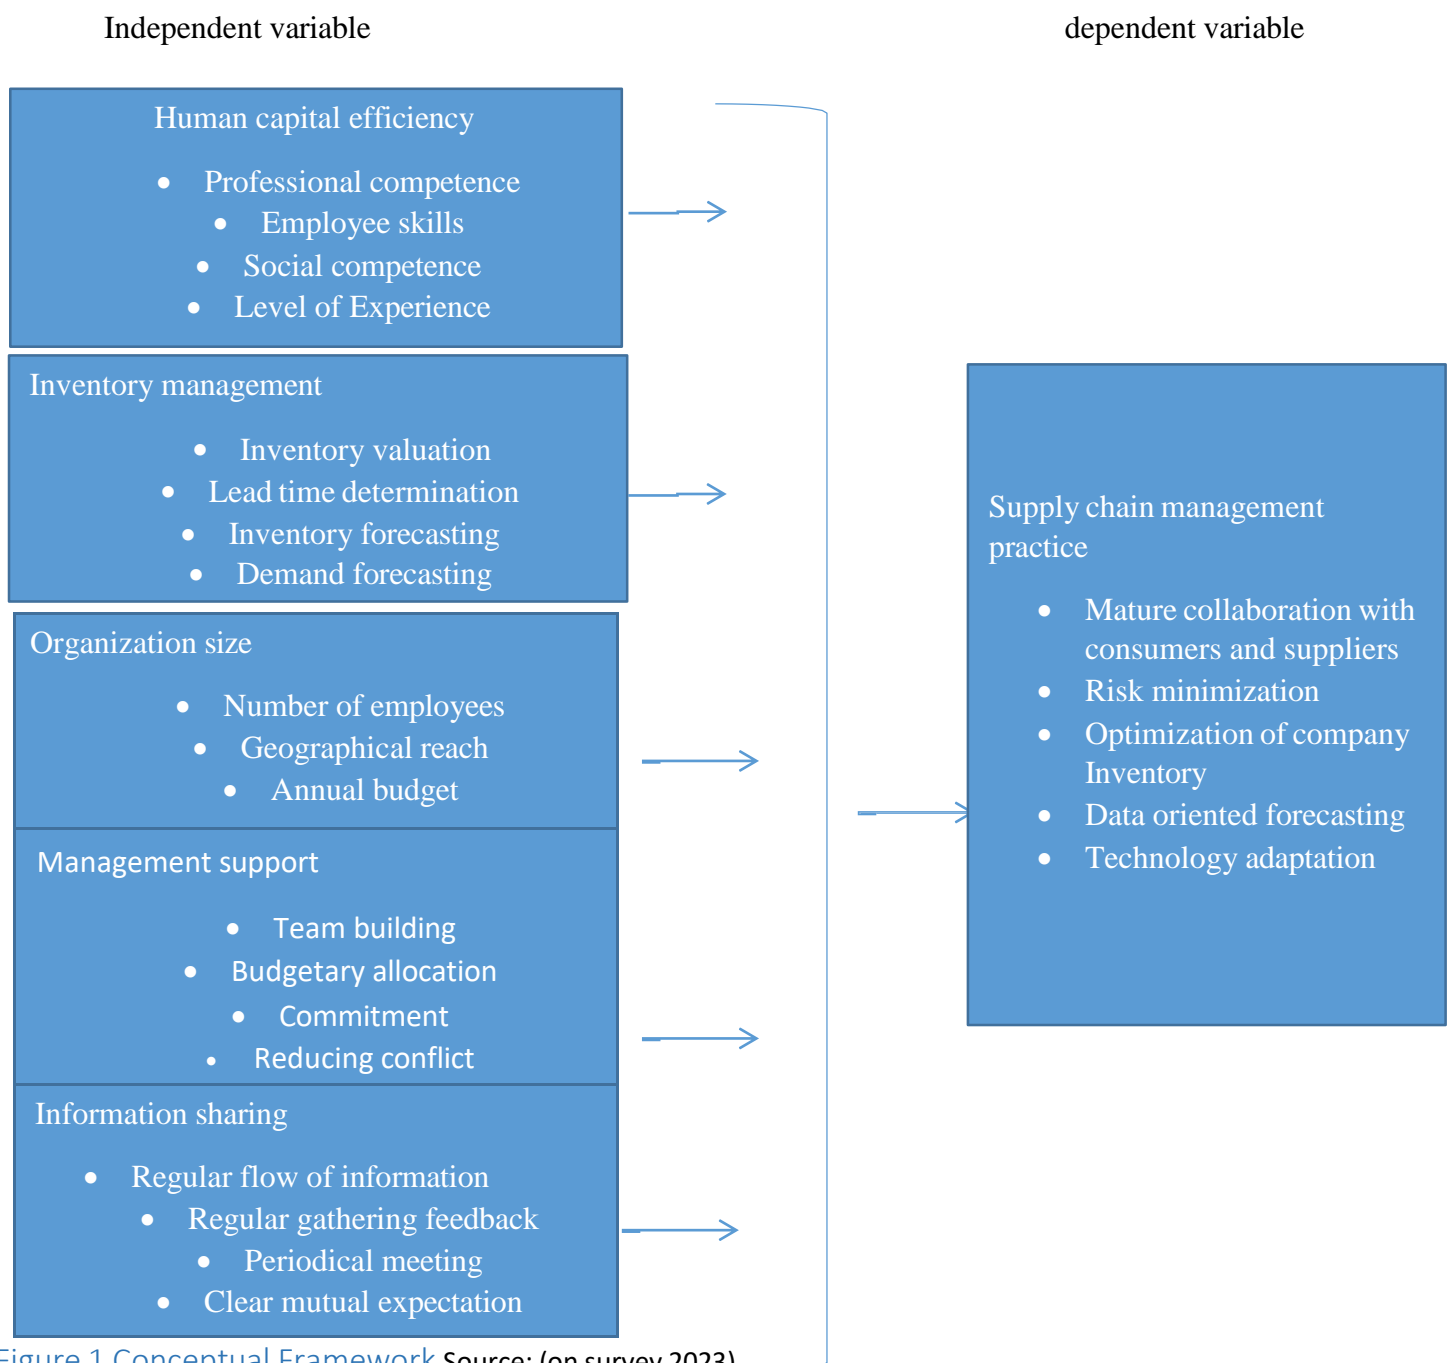 Independent variable
dependent variable
Human capital efficiency
• Professional competence
• Employee skills
• Social competence
• Level of Experience
Inventory management
• Inventory valuation
• Lead time determination
• Inventory forecasting
• Demand forecasting
Organization size
• Number of employees
• Geographical reach
• Annual budget
Management support
• Team building
• Budgetary allocation
• Commitment
• Reducing conflict
Information sharing
• Regular flow of information
• Regular gathering feedback
• Periodical meeting
• Clear mutual expectation
Supply chain management
practice
• Mature collaboration with
consumers and suppliers
• Risk minimization
• Optimization of company
Inventory
• Data oriented forecasting
• Technology adaptation
Figure 1 Conceptual Framework Source: (on survey 2023)